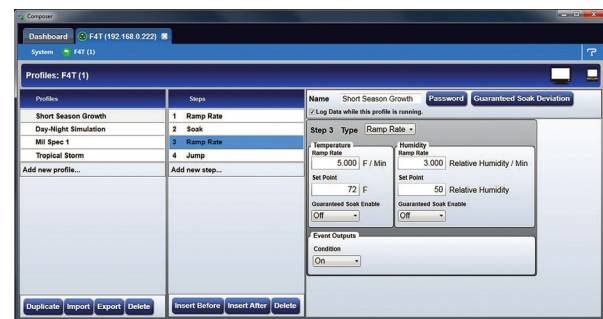 Composer
Dashboard F4T (192.168.0.222)
System F4T (1) ?
Profiles: F4T (1)
Profiles
Short Season Growth
Day-Night Simulation
Mil Spec 1
Tropical Storm
Add new profile...
Duplicate Import Export Delete
Steps
1 Ramp Rate
2 Soak
3 Ramp Rate
4 Jump
Add new step...
Insert Before Insert After Delete
Name Short Season Growth Password Guaranteed Soak Deviation
Log Data while this profile is running.
Step 3 Type Ramp Rate
Temperature
Ramp Rate
5.000 F / Min
Set Point
72 F
Guaranteed Soak Enable
Off
Humidity
Ramp Rate
3.000 Relative Humidity / Min
Set Point
50 Relative Humidity
Guaranteed Soak Enable
Off
Event Outputs
Condition
On